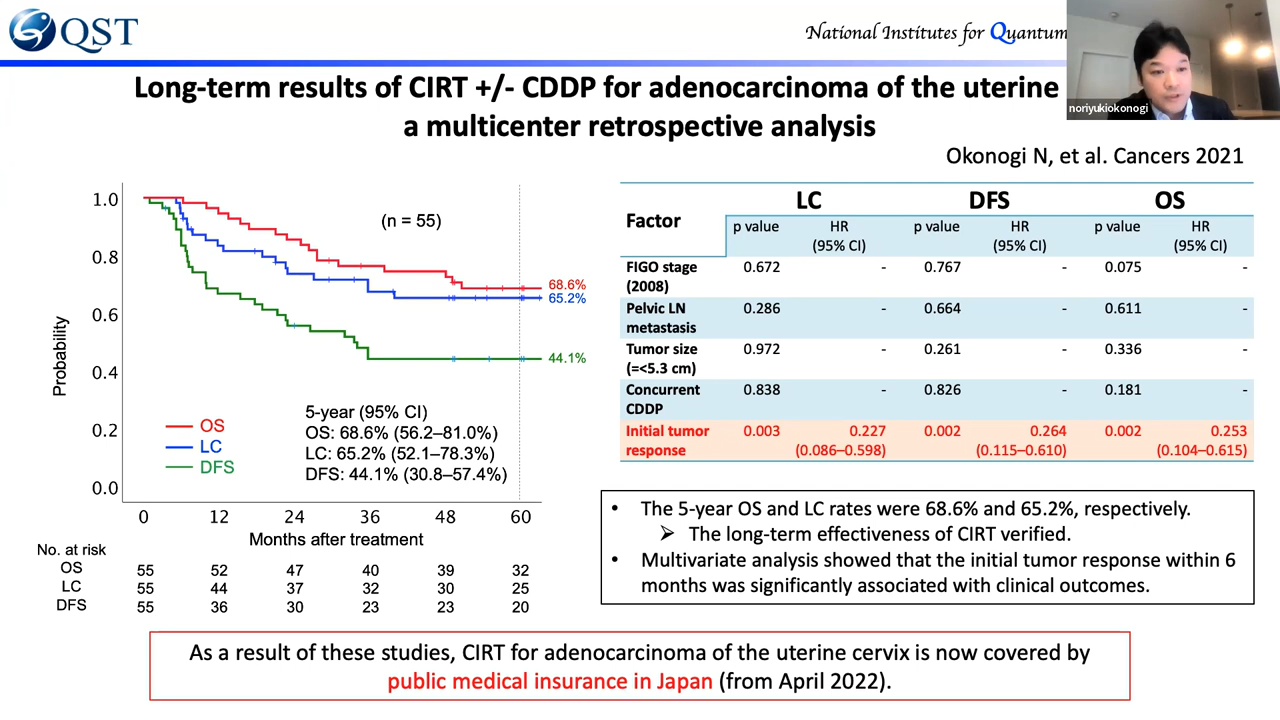 QST
National Institutes for Quantum
noriyukiokonogi
Long-term results of CIRT +/- CDDP for adenocarcinoma of the uterine
a multicenter retrospective analysis
Okonogi N, et al. Cancers 2021
Probability
1.0
0.8
0.6
0.4
0.2
0.0
(n = 55)
68.6%
65.2%
44.1%
OS
LC
DFS
5-year (95% CI)
OS: 68.6% (56.2–81.0%)
LC: 65.2% (52.1–78.3%)
DFS: 44.1% (30.8–57.4%)
0 12 24 36 48 60
Months after treatment
No. at risk
OS 55 52 47 40 39 32
LC 55 44 37 32 30 25
DFS 55 36 30 23 23 20
Factor LC DFS OS
p value HR (95% CI) p value HR (95% CI) p value HR (95% CI)
FIGO stage (2008) 0.672 - 0.767 - 0.075 -
Pelvic LN metastasis 0.286 - 0.664 - 0.611 -
Tumor size (=<5.3 cm) 0.972 - 0.261 - 0.336 -
Concurrent CDDP 0.838 - 0.826 - 0.181 -
Initial tumor response 0.003 0.227 (0.086–0.598) 0.002 0.264 (0.115–0.610) 0.002 0.253 (0.104–0.615)
• The 5-year OS and LC rates were 68.6% and 65.2%, respectively.
➢ The long-term effectiveness of CIRT verified.
• Multivariate analysis showed that the initial tumor response within 6
months was significantly associated with clinical outcomes.
As a result of these studies, CIRT for adenocarcinoma of the uterine cervix is now covered by
public medical insurance in Japan (from April 2022).